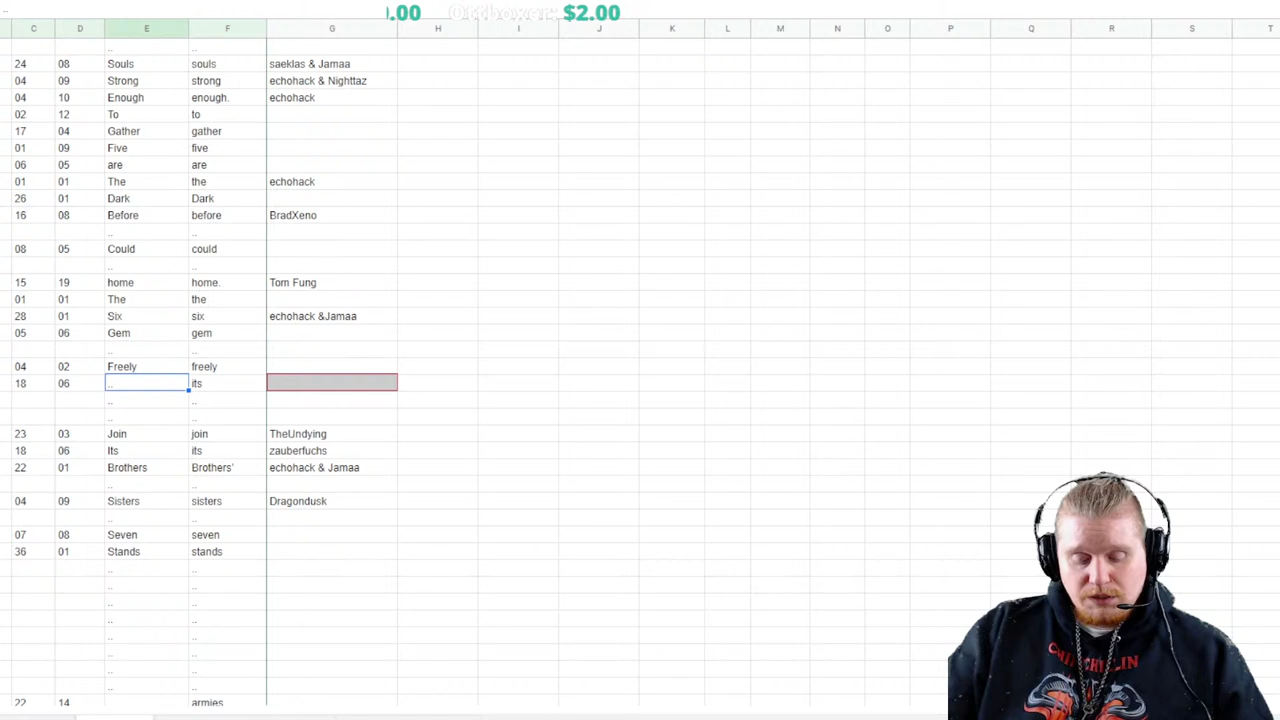 .00 Ottboxer: $2.00
C D E F G H I J K L M N O P Q R S T
.. ..
24 08 Souls souls saeklas & Jamaa
04 09 Strong strong echohack & Nighttaz
04 10 Enough enough. echohack
02 12 To to
17 04 Gather gather
01 09 Five five
06 05 are are
01 01 The the echohack
26 01 Dark Dark
16 08 Before before BradXeno
.. ..
08 05 Could could
.. ..
15 19 home home. Tom Fung
01 01 The the
28 01 Six six echohack &Jamaa
05 06 Gem gem
.. ..
04 02 Freely freely
18 06 .. its
.. ..
.. ..
23 03 Join join TheUndying
18 06 Its its zauberfuchs
22 01 Brothers Brothers' echohack & Jamaa
.. ..
04 09 Sisters sisters Dragondusk
.. ..
07 08 Seven seven
36 01 Stands stands
.. ..
.. ..
.. ..
.. ..
.. ..
.. ..
.. ..
.. ..
22 14 armies
CHILLIN